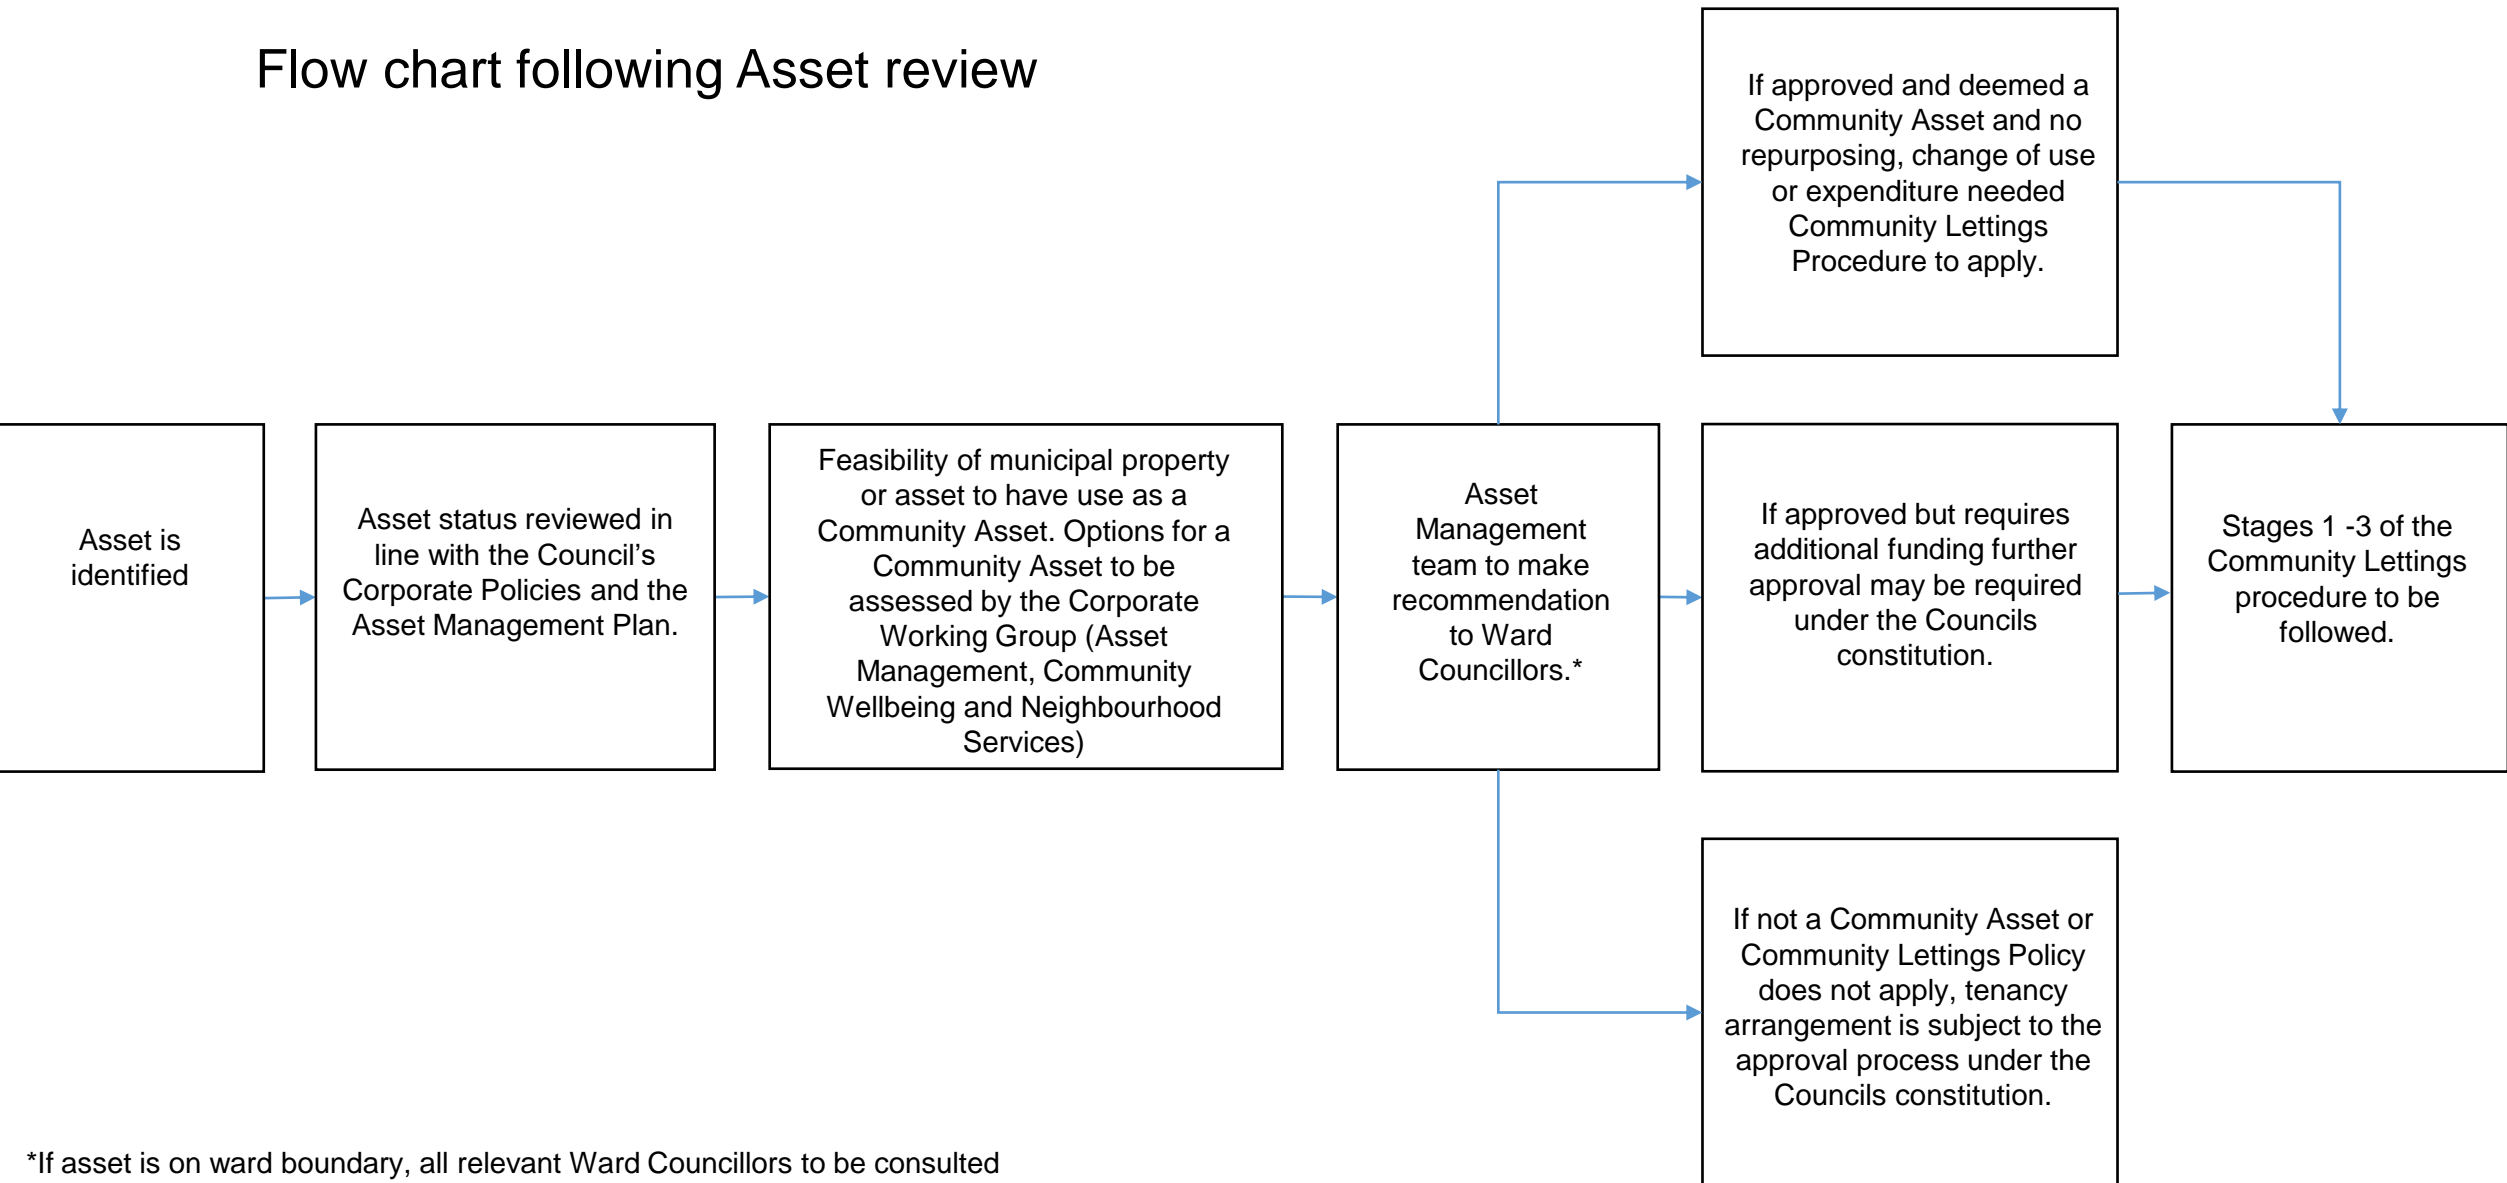 Flow chart following Asset review
If approved and deemed a
Community Asset and no
repurposing, change of use
or expenditure needed
Community Lettings
Procedure to apply.
Asset is
identified
Asset status reviewed in
line with the Council’s
Corporate Policies and the
Asset Management Plan.
Feasibility of municipal property
or asset to have use as a
Community Asset. Options for a
Community Asset to be
assessed by the Corporate
Working Group (Asset
Management, Community
Wellbeing and Neighbourhood
Services)
Asset
Management
team to make
recommendation
to Ward
Councillors.*
If approved but requires
additional funding further
approval may be required
under the Councils
constitution.
Stages 1 -3 of the
Community Lettings
procedure to be
followed.
If not a Community Asset or
Community Lettings Policy
does not apply, tenancy
arrangement is subject to the
approval process under the
Councils constitution.
*If asset is on ward boundary, all relevant Ward Councillors to be consulted